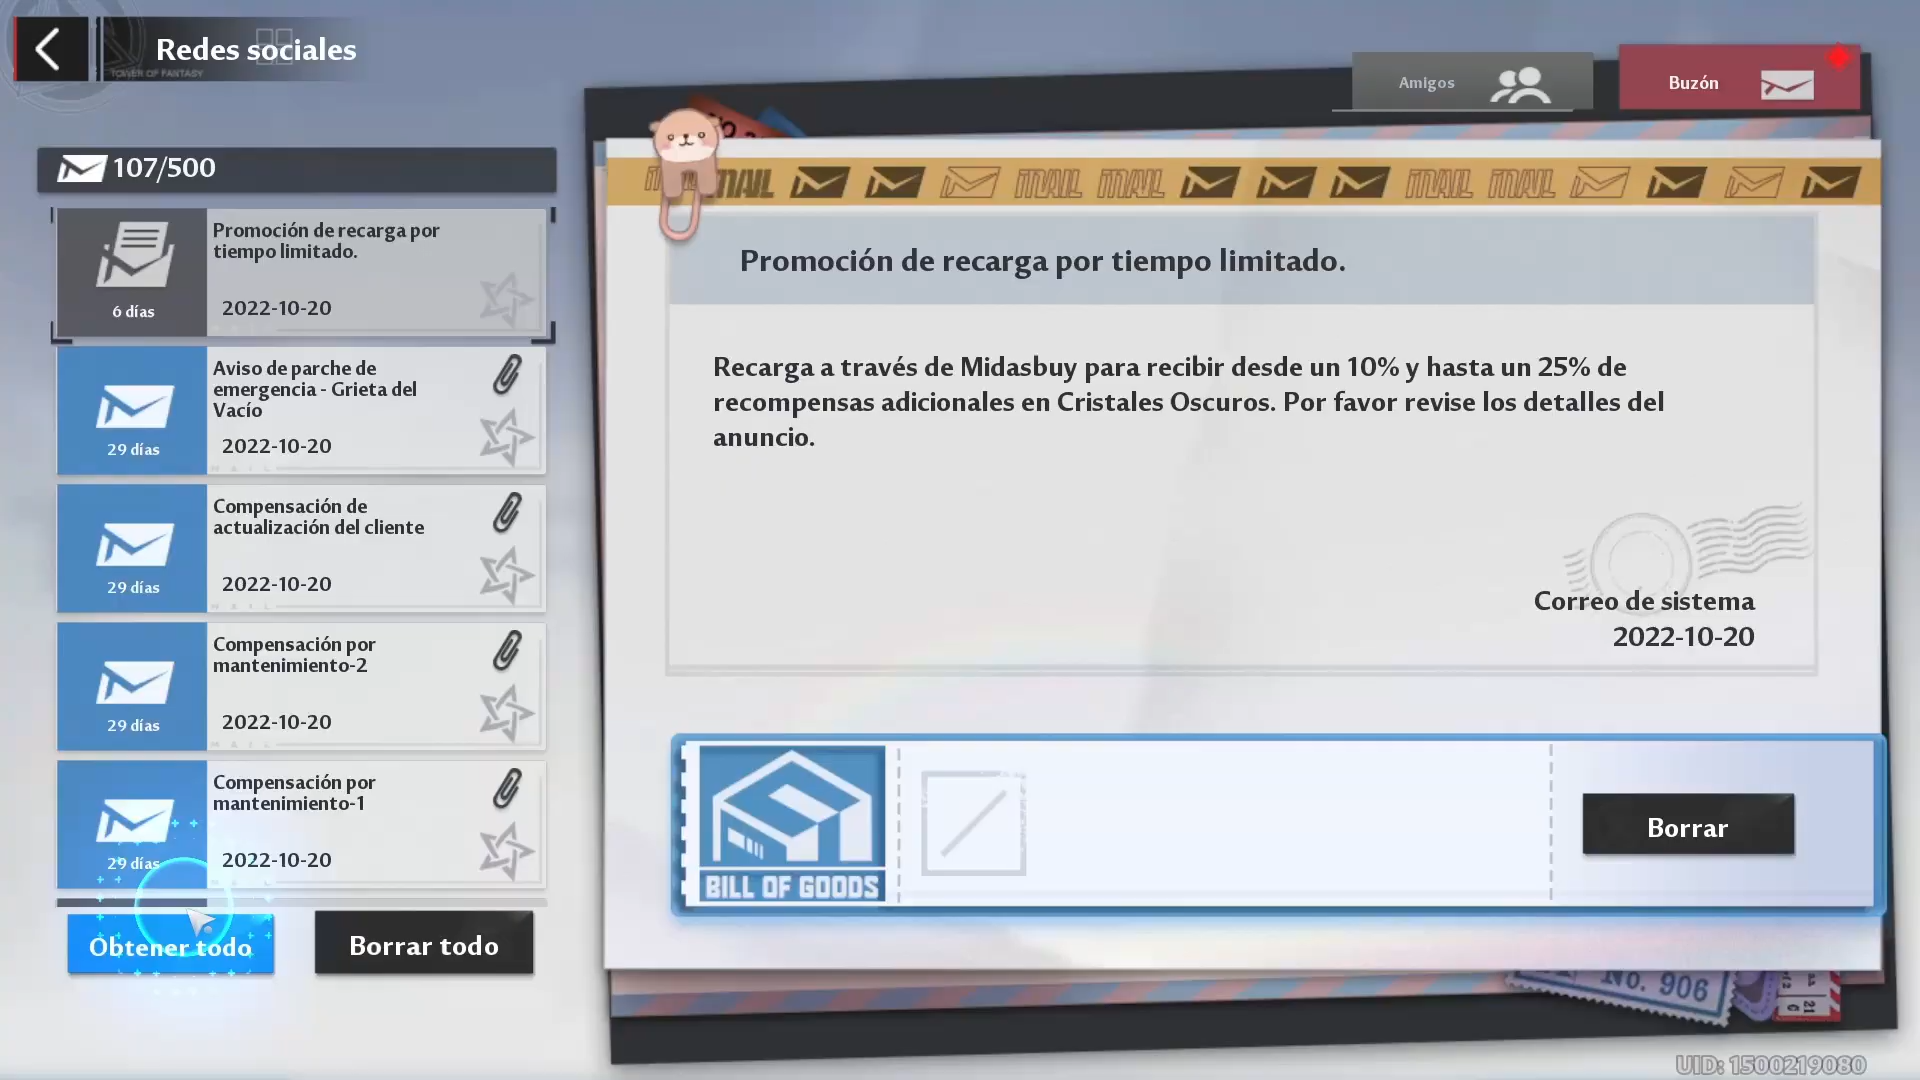 Redes sociales
TOWER OF FANTASY
Amigos
Buzón
107/500
Promoción de recarga por
tiempo limitado.
6 días
2022-10-20
Aviso de parche de
emergencia - Grieta del
Vacío
29 días
2022-10-20
Compensación de
actualización del cliente
29 días
2022-10-20
Compensación por
mantenimiento-2
29 días
2022-10-20
Compensación por
mantenimiento-1
29 días
2022-10-20
Obtener todo
Borrar todo
MAIL MAIL MAIL MAIL MAIL
Promoción de recarga por tiempo limitado.
Recarga a través de Midasbuy para recibir desde un 10% y hasta un 25% de
recompensas adicionales en Cristales Oscuros. Por favor revise los detalles del
anuncio.
Correo de sistema
2022-10-20
BILL OF GOODS
Borrar
No. 906
UID: 1500219080